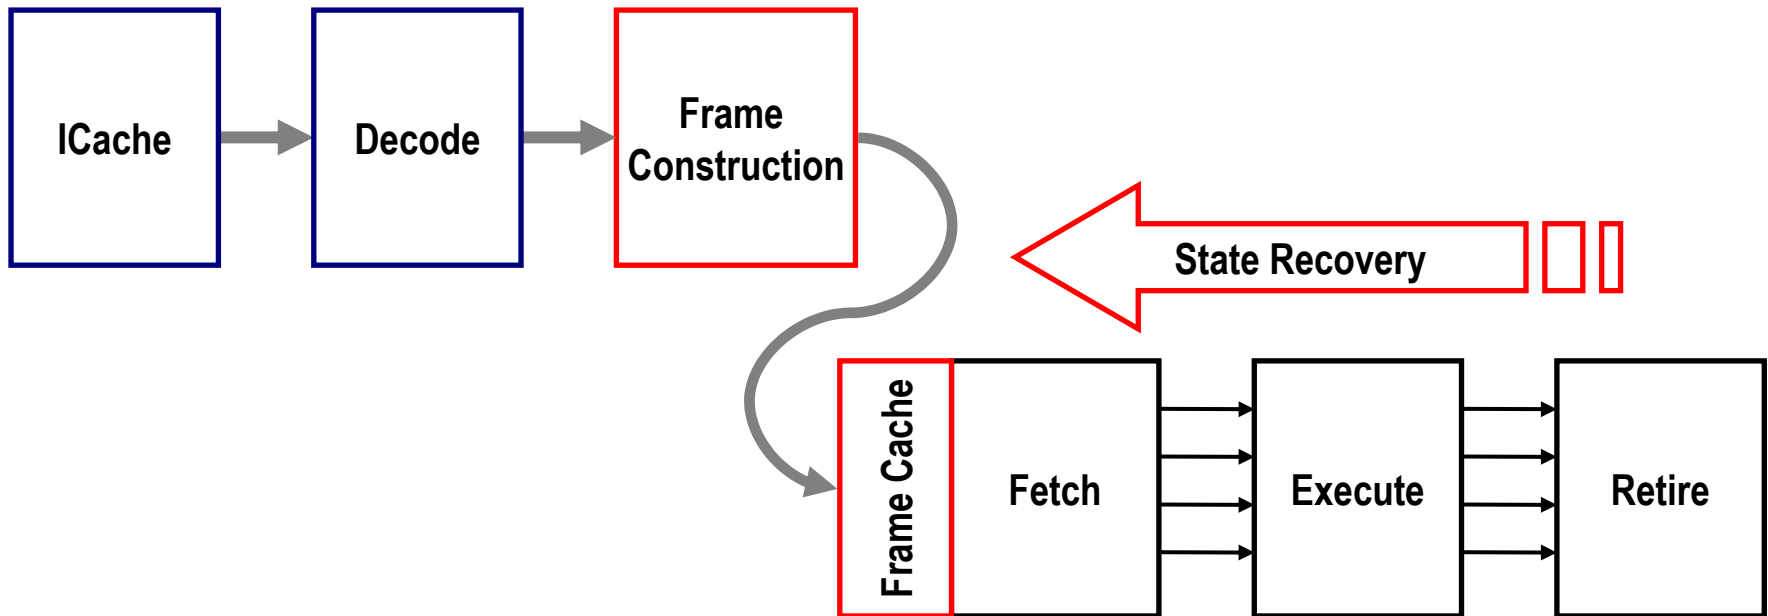 ICache
Decode
Frame
Construction
State Recovery
Frame Cache
Fetch
Execute
Retire